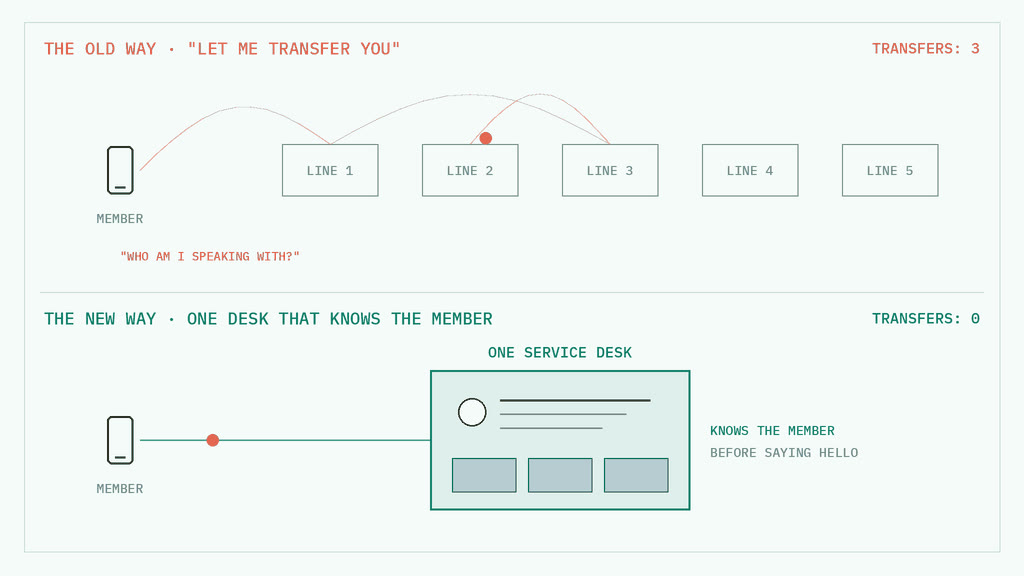 THE OLD WAY · "LET ME TRANSFER YOU"
TRANSFERS: 3
LINE 1
LINE 2
LINE 3
LINE 4
LINE 5
MEMBER
"WHO AM I SPEAKING WITH?"
THE NEW WAY · ONE DESK THAT KNOWS THE MEMBER
TRANSFERS: 0
ONE SERVICE DESK
KNOWS THE MEMBER
BEFORE SAYING HELLO
MEMBER